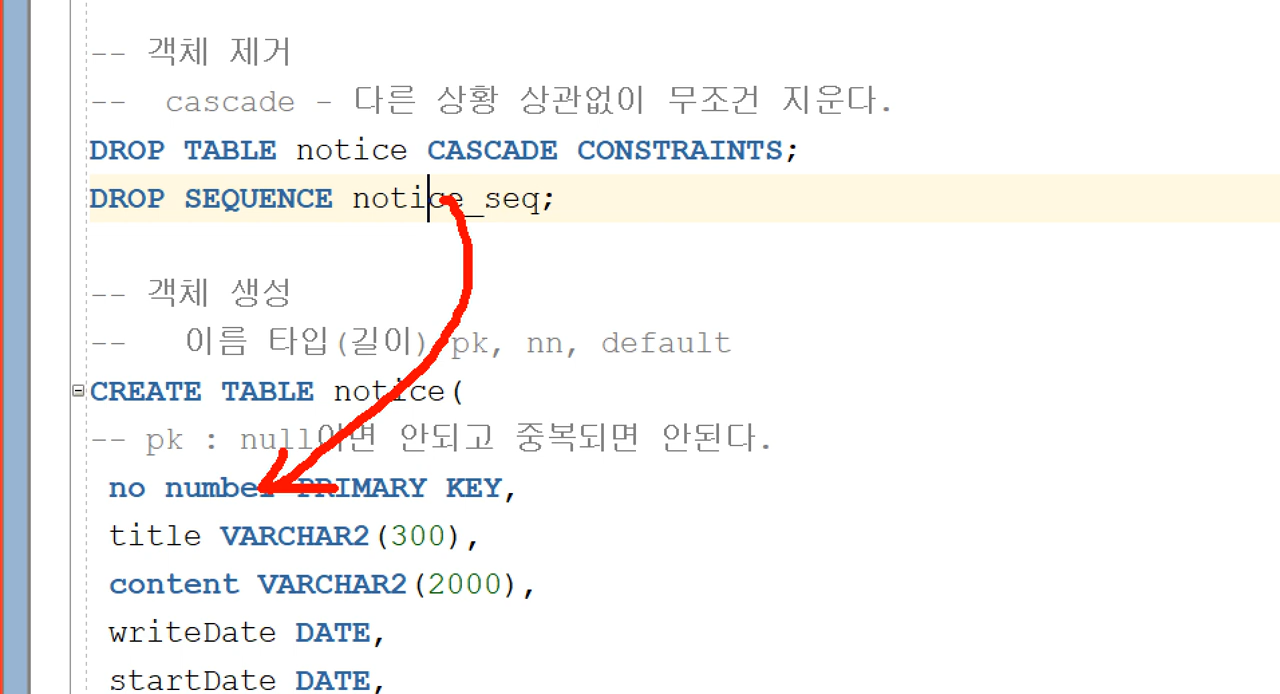 -- 객체 제거
--  cascade - 다른 상황 상관없이 무조건 지운다.
DROP TABLE notice CASCADE CONSTRAINTS;
DROP SEQUENCE notice_seq;
-- 객체 생성
--   이름 타입(길이) pk, nn, default
CREATE TABLE notice(
-- pk : null이면 안되고 중복되면 안된다.
no number PRIMARY KEY,
title VARCHAR2(300),
content VARCHAR2(2000),
writeDate DATE,
startDate DATE,